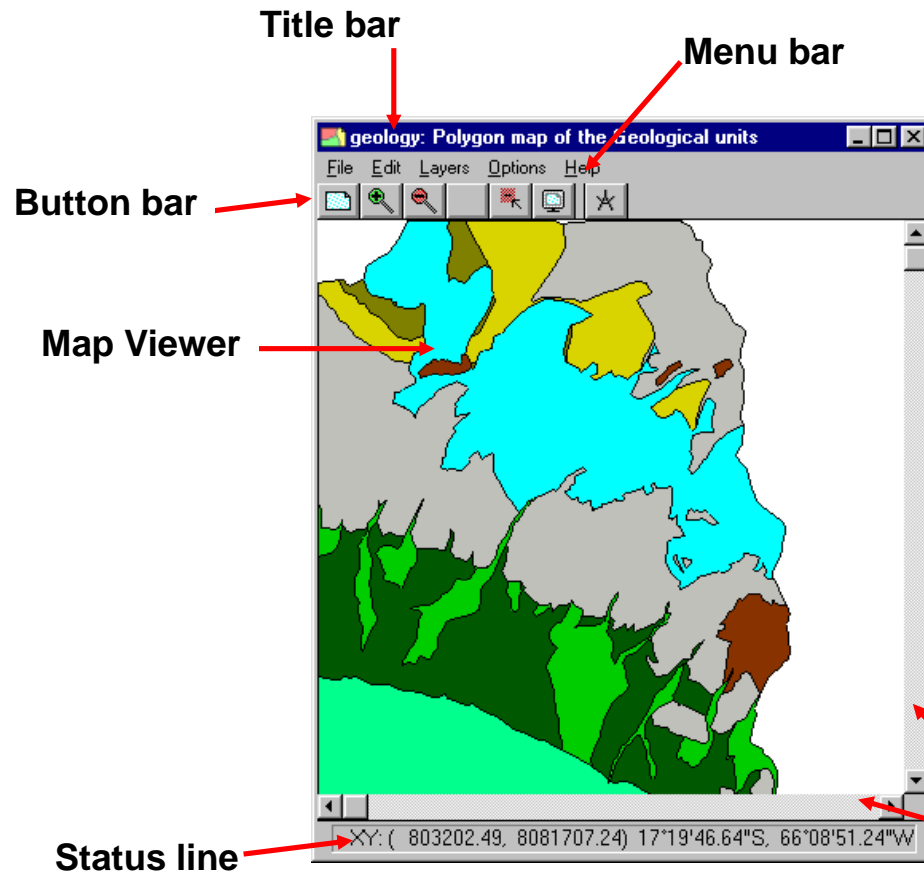 Title bar
Menu bar
geology: Polygon map of the Geological units
File Edit Layers Options Help
Button bar
Map Viewer
XY: ( 803202.49, 8081707.24) 17°19'46.64"S, 66°08'51.24"W
Status line